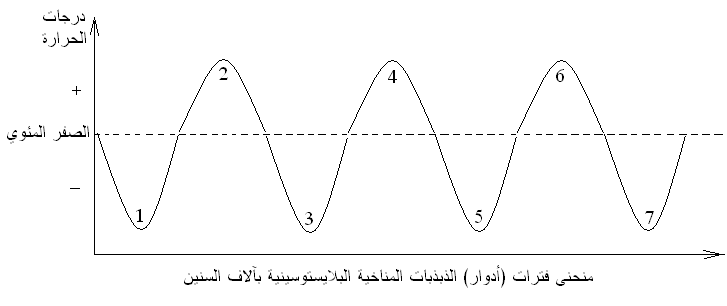 درجات
الحرارة
+
الصفر المئوي
–
1
2
3
4
5
6
7
منحنى فترات (أدوار) الذبذبات المناخية البلايستوسينية بآلاف السنين